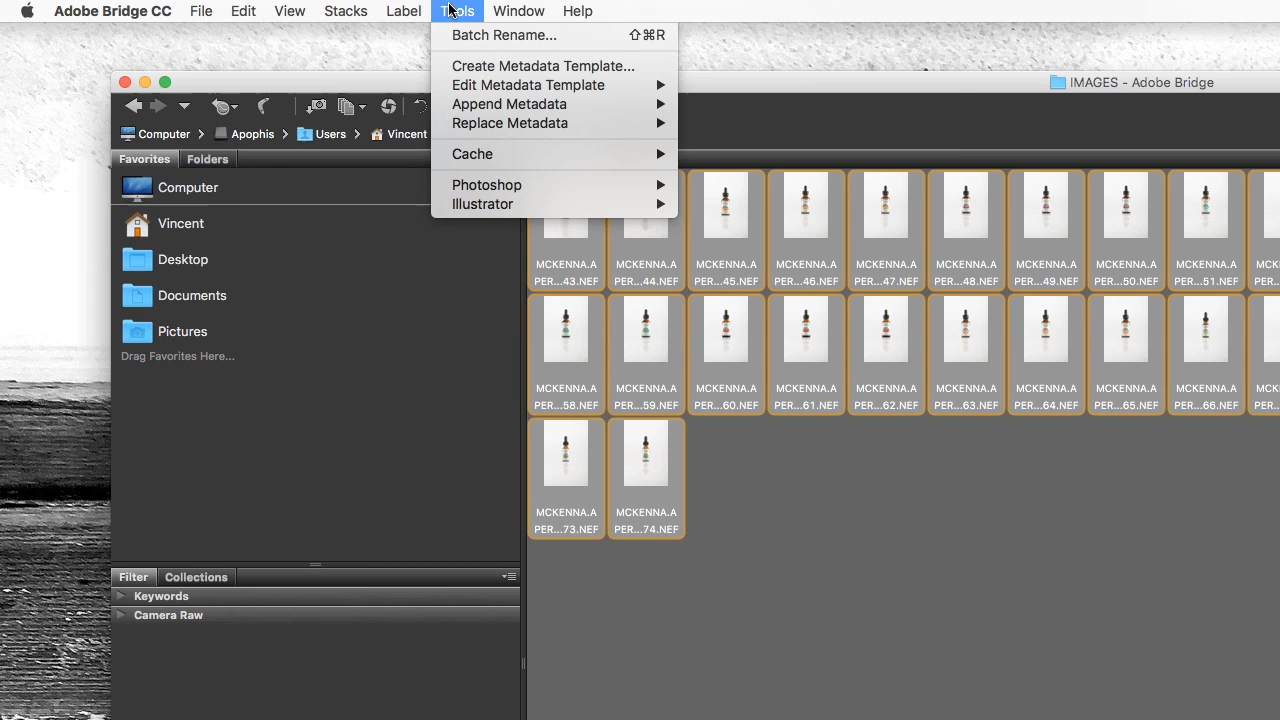 Adobe Bridge CC File Edit View Stacks Label Tools Window Help
Batch Rename... ⇧⌘R
Create Metadata Template...
Edit Metadata Template
Append Metadata
Replace Metadata
Cache
Photoshop
Illustrator
IMAGES - Adobe Bridge
Computer Apophis Users Vincent
Favorites Folders
Computer
Vincent
Desktop
Documents
Pictures
Drag Favorites Here...
MCKENNA.A MCKENNA.A MCKENNA.A MCKENNA.A MCKENNA.A MCKENNA.A MCKENNA.A MCKENNA.A MCKENNA.A MCK
PER...43.NEF PER...44.NEF PER...45.NEF PER...46.NEF PER...47.NEF PER...48.NEF PER...49.NEF PER...50.NEF PER...51.NEF PER..
MCKENNA.A MCKENNA.A MCKENNA.A MCKENNA.A MCKENNA.A MCKENNA.A MCKENNA.A MCKENNA.A MCKENNA.A MCK
PER...58.NEF PER...59.NEF PER...60.NEF PER...61.NEF PER...62.NEF PER...63.NEF PER...64.NEF PER...65.NEF PER...66.NEF PER..
MCKENNA.A MCKENNA.A
PER...73.NEF PER...74.NEF
Filter Collections
Keywords
Camera Raw